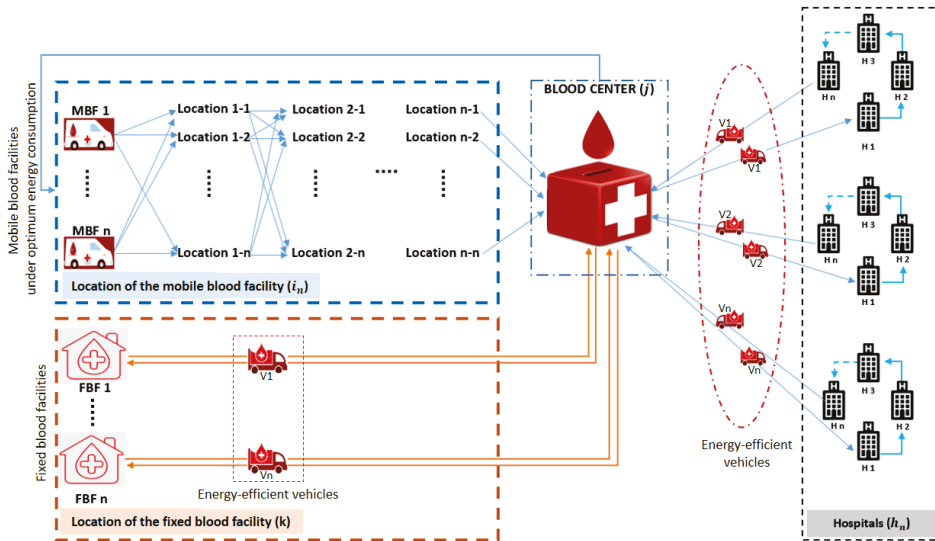 Mobile blood facilities
under optimum energy consumption
MBF 1
MBF n
Location 1-1
Location 1-2
Location 1-n
Location 2-1
Location 2-2
Location 2-n
Location n-1
Location n-2
Location n-n
Location of the mobile blood facility (i_n)
Fixed blood facilities
FBF 1
FBF n
V1
Vn
Energy-efficient vehicles
Location of the fixed blood facility (k)
BLOOD CENTER (j)
V1
V1
V2
V2
Vn
Vn
Energy-efficient
vehicles
H
H 3
H
H n
H
H 2
H
H 1
H
H 3
H
H n
H
H 2
H
H 1
H
H 3
H
H n
H
H 2
H
H 1
Hospitals (h_n)